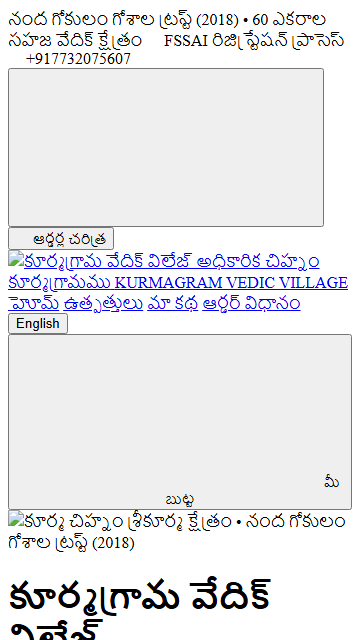 నంద గోకులం గోశాల ట్రస్ట్ (2018) • 60 ఎకరాల
సహజ వేదిక్ క్షేత్రం FSSAI రిజిస్ట్రేషన్ ప్రాసెస్
+917732075607
ఆర్డర్ల చరిత్ర
కూర్మగ్రామ వేదిక్ విలేజ్ అధికారిక చిహ్నం
కూర్మగ్రామము KURMAGRAM VEDIC VILLAGE
హోమ్ ఉత్పత్తులు మా కథ ఆర్డర్ విధానం
English
మీ
బుట్ట
కూర్మ చిహ్నం శ్రీకూర్మ క్షేత్రం • నంద గోకులం
గోశాల ట్రస్ట్ (2018)
కూర్మగ్రామ వేదిక్
విలేజ్